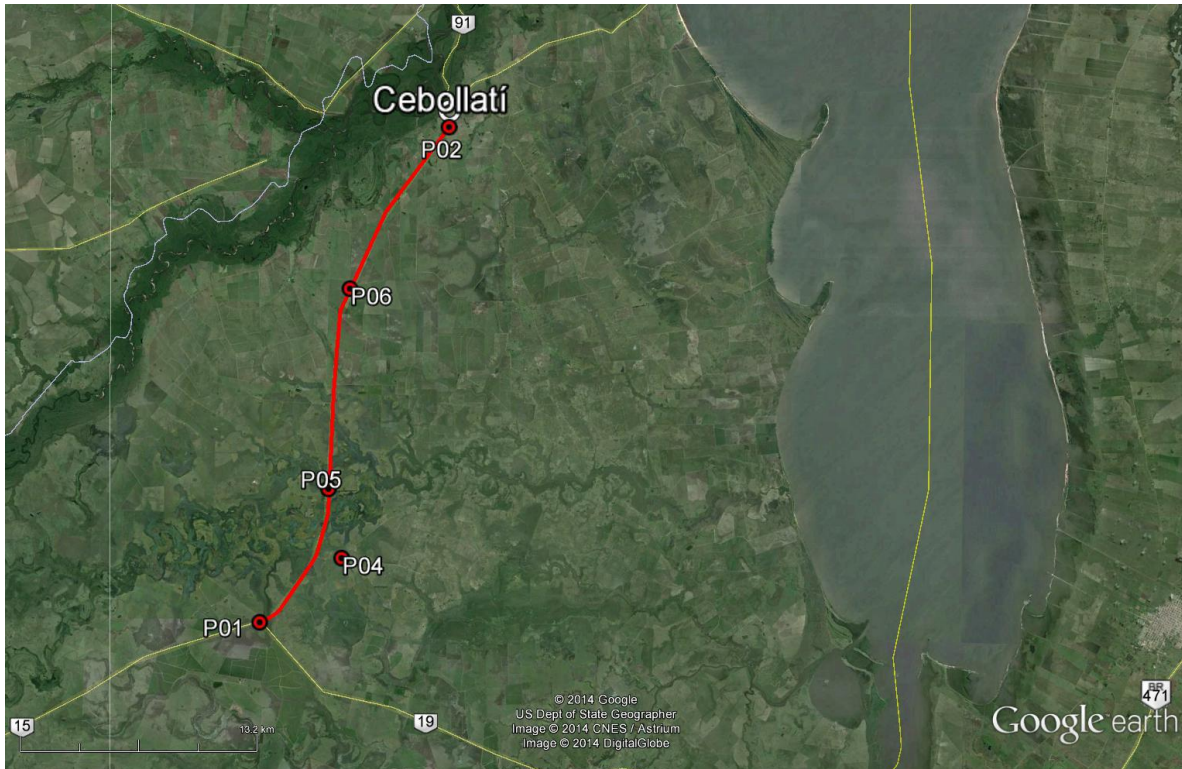 91
Cebollatí
P02
P06
P05
P04
P01
15
13.2 km
19
© 2014 Google
US Dept of State Geographer
Image © 2014 CNES / Astrium
Image © 2014 DigitalGlobe
BR
471
Google earth